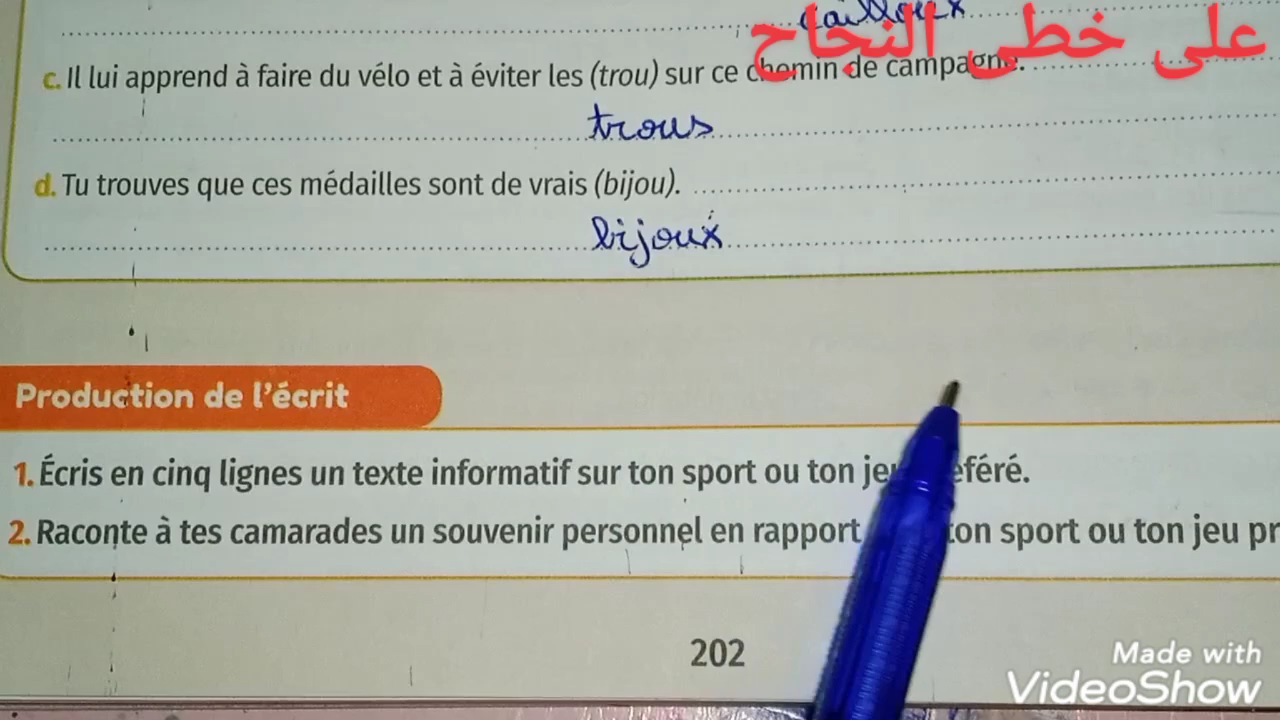 cailloux
على خطى النجاح
c. Il lui apprend à faire du vélo et à éviter les (trou) sur ce chemin de campagne.
trous
d. Tu trouves que ces médailles sont de vrais (bijou).
bijoux
Production de l'écrit
1. Écris en cinq lignes un texte informatif sur ton sport ou ton jeu préféré.
2. Raconte à tes camarades un souvenir personnel en rapport ton sport ou ton jeu
202
Made with
VideoShow